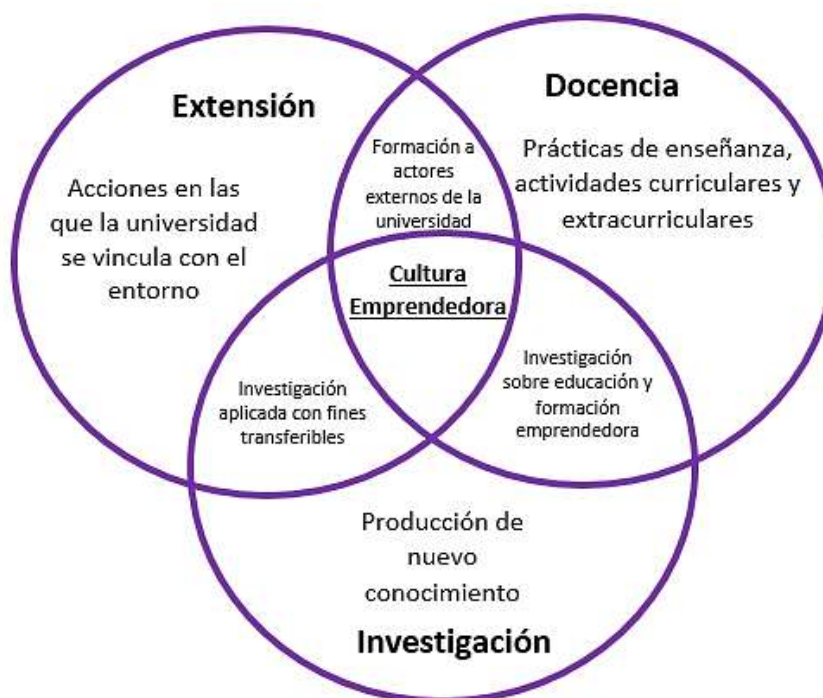 Extensión
Acciones en las
que la universidad
se vincula con el
entorno
Docencia
Prácticas de enseñanza,
actividades curriculares y
extracurriculares
Formación a
actores
externos de la
universidad
Cultura
Emprendedora
Investigación
aplicada con fines
transferibles
Investigación
sobre educación y
formación
emprendedora
Producción de
nuevo
conocimiento
Investigación